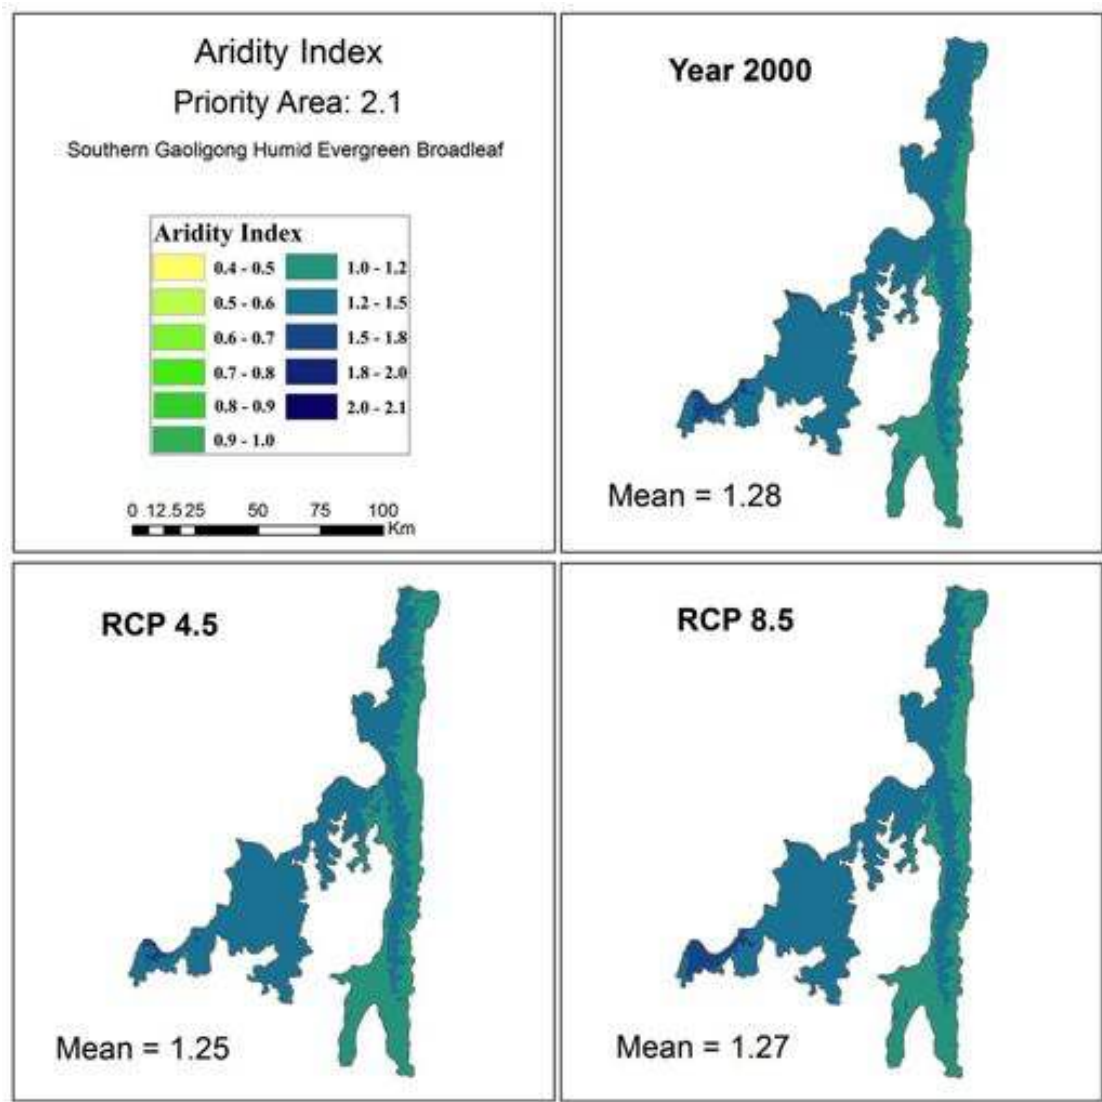 Aridity Index
Priority Area: 2.1
Southern Gaoligong Humid Evergreen Broadleaf
Aridity Index
0.4 - 0.5
0.5 - 0.6
0.6 - 0.7
0.7 - 0.8
0.8 - 0.9
0.9 - 1.0
1.0 - 1.2
1.2 - 1.5
1.5 - 1.8
1.8 - 2.0
2.0 - 2.1
0 12.5 25 50 75 100
Km
Year 2000
Mean = 1.28
RCP 4.5
Mean = 1.25
RCP 8.5
Mean = 1.27